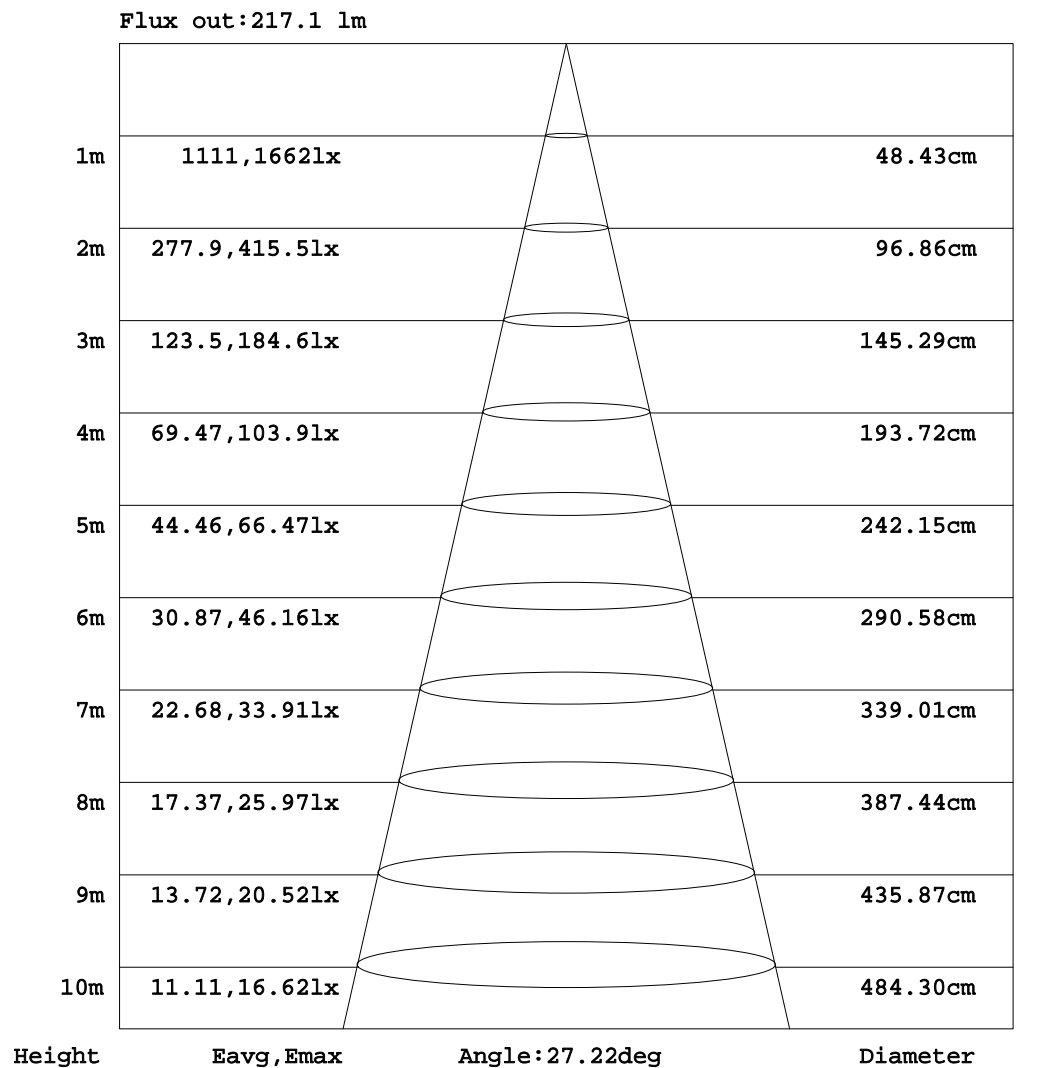 Flux out:217.1 lm
1m 1111,1662lx 48.43cm
2m 277.9,415.5lx 96.86cm
3m 123.5,184.6lx 145.29cm
4m 69.47,103.9lx 193.72cm
5m 44.46,66.47lx 242.15cm
6m 30.87,46.16lx 290.58cm
7m 22.68,33.91lx 339.01cm
8m 17.37,25.97lx 387.44cm
9m 13.72,20.52lx 435.87cm
10m 11.11,16.62lx 484.30cm
Height Eavg,Emax Angle:27.22deg Diameter